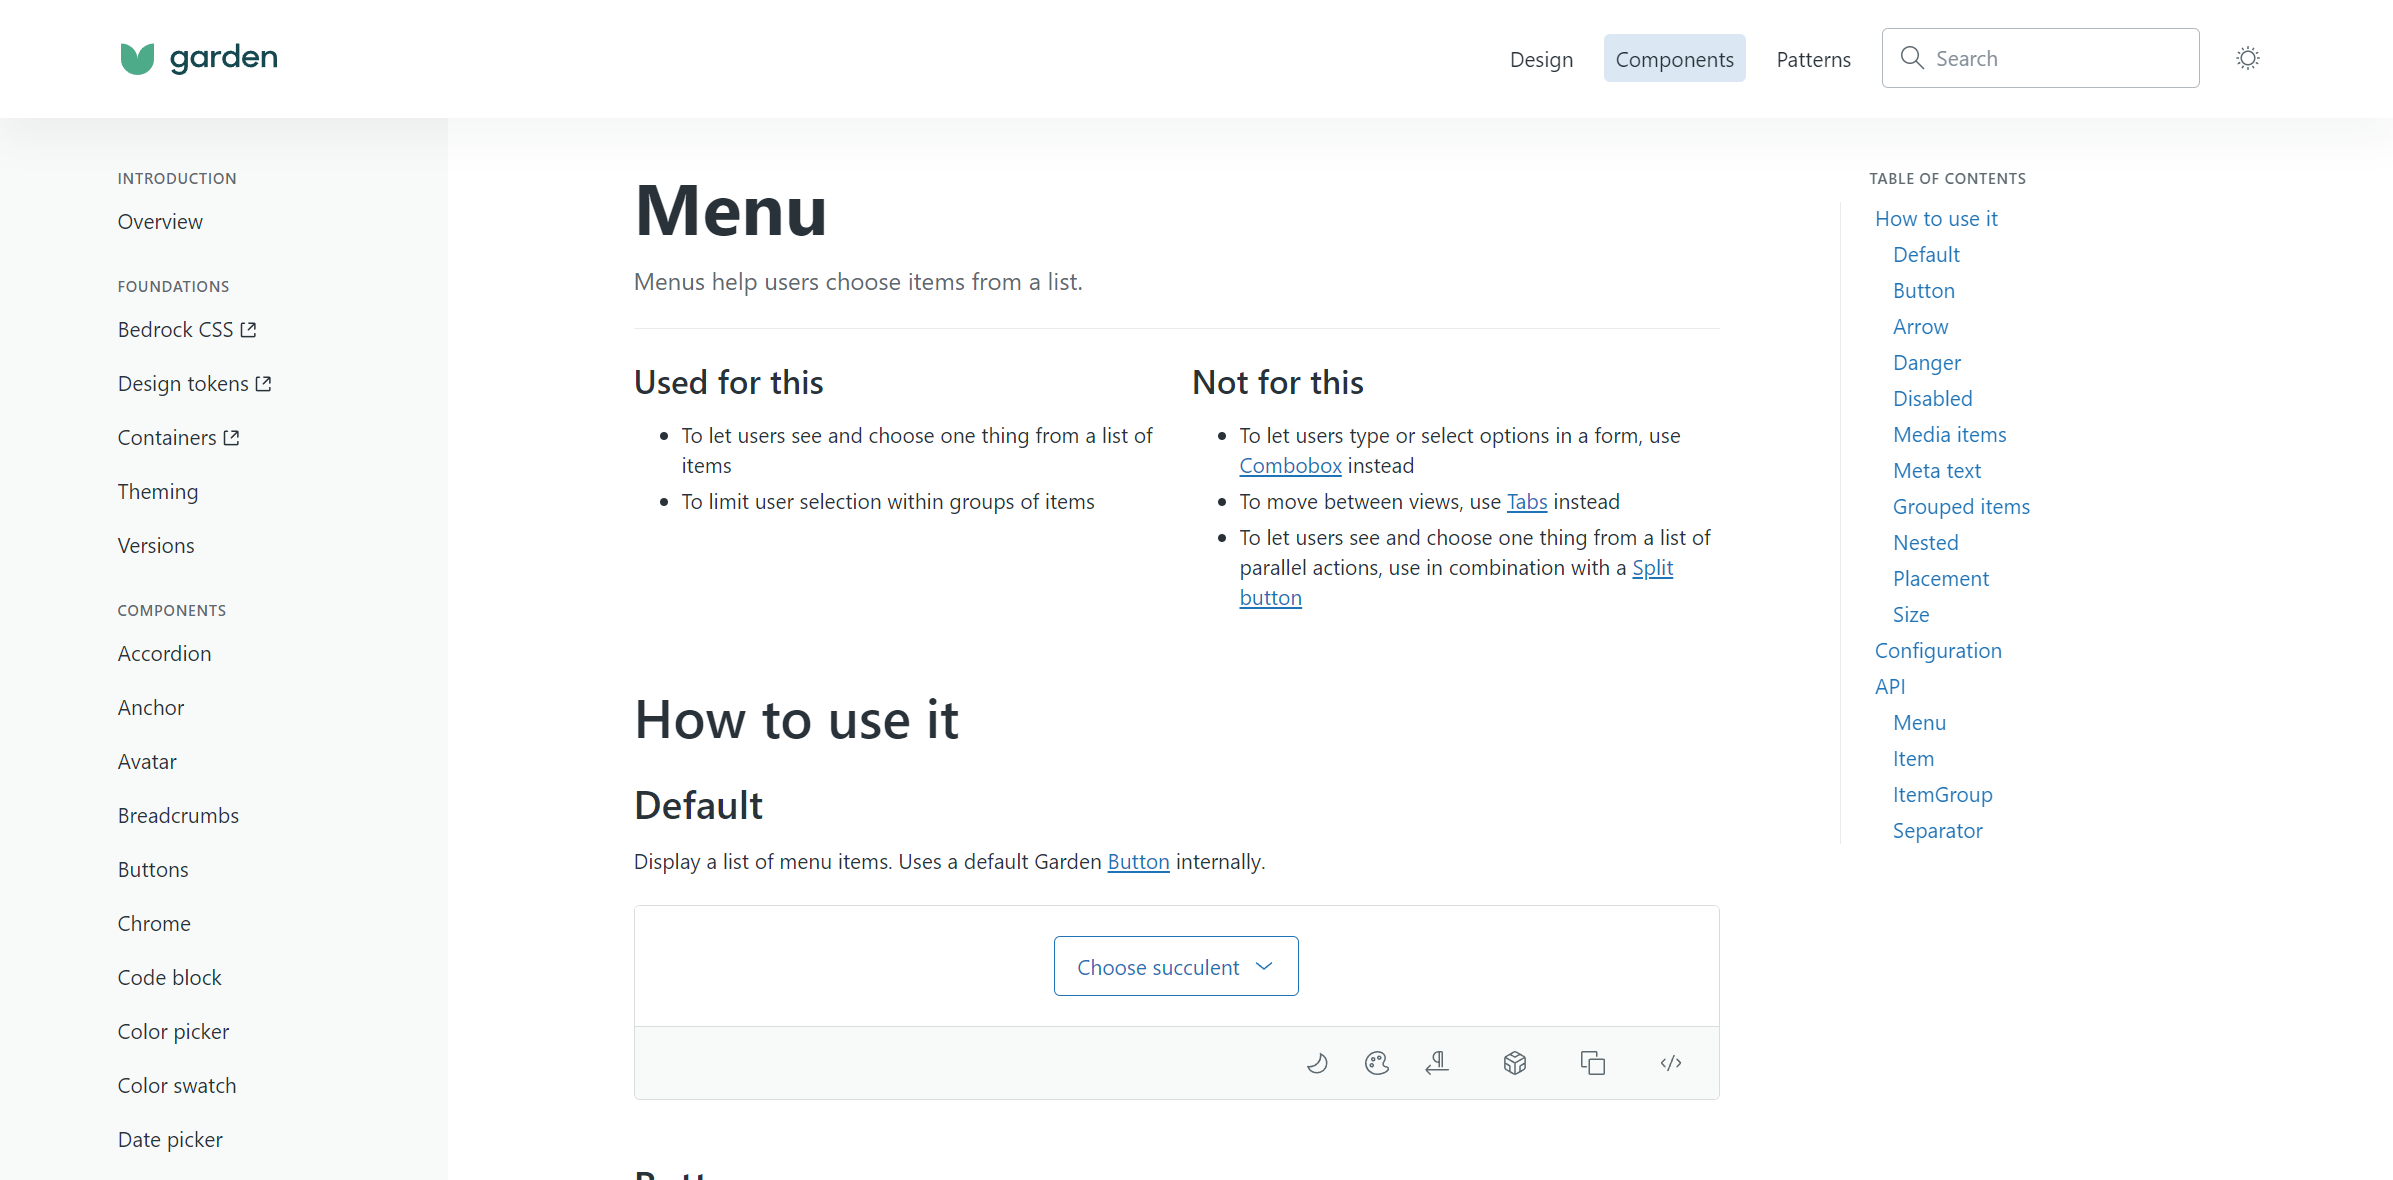 garden
Design
Components
Patterns
Search
INTRODUCTION
Overview
FOUNDATIONS
Bedrock CSS
Design tokens
Containers
Theming
Versions
COMPONENTS
Accordion
Anchor
Avatar
Breadcrumbs
Buttons
Chrome
Code block
Color picker
Color swatch
Date picker
Menu
Menus help users choose items from a list.
Used for this
To let users see and choose one thing from a list of
items
To limit user selection within groups of items
Not for this
To let users type or select options in a form, use
Combobox instead
To move between views, use Tabs instead
To let users see and choose one thing from a list of
parallel actions, use in combination with a Split
button
How to use it
Default
Display a list of menu items. Uses a default Garden Button internally.
Choose succulent
TABLE OF CONTENTS
How to use it
Default
Button
Arrow
Danger
Disabled
Media items
Meta text
Grouped items
Nested
Placement
Size
Configuration
API
Menu
Item
ItemGroup
Separator